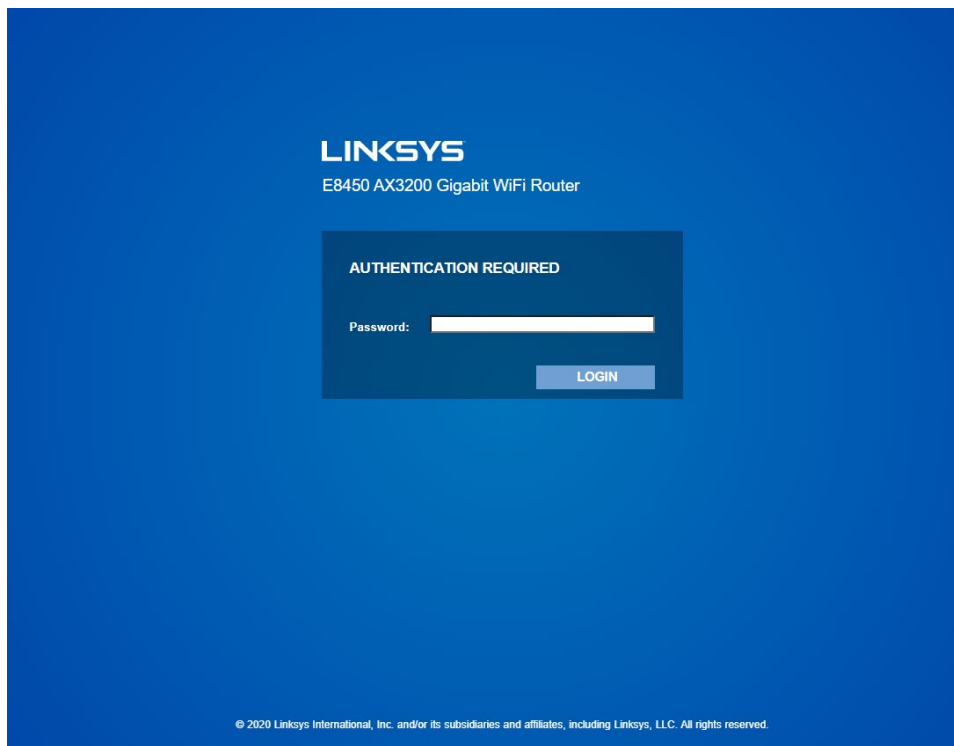 LINKSYS
E8450 AX3200 Gigabit WiFi Router
AUTHENTICATION REQUIRED
Password:
LOGIN
© 2020 Linksys International, Inc. and/or its subsidiaries and affiliates, including Linksys, LLC. All rights reserved.